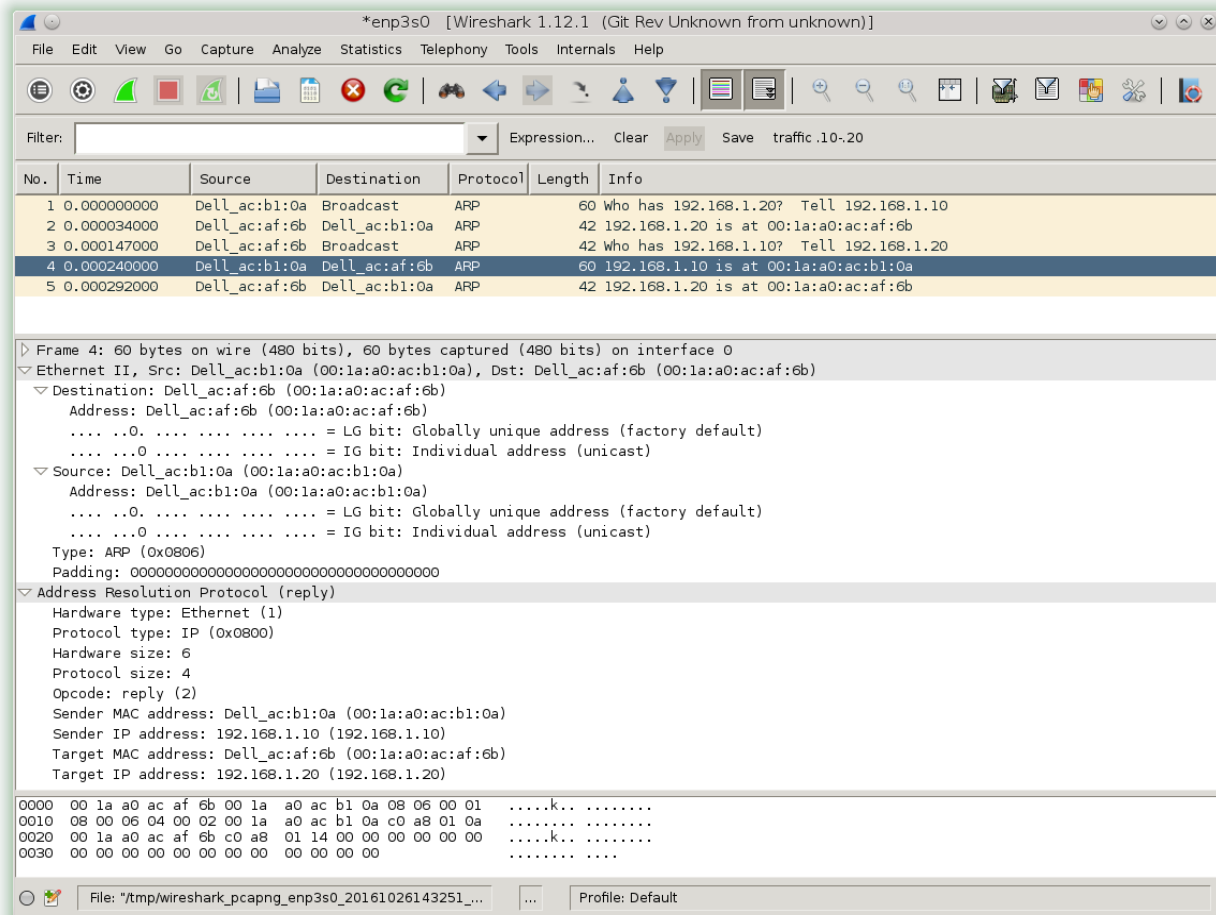 *enp3s0 [Wireshark 1.12.1 (Git Rev Unknown from unknown)]
File Edit View Go Capture Analyze Statistics Telephony Tools Internals Help
Filter: Expression... Clear Apply Save traffic .10-.20
No. Time Source Destination Protocol Length Info
1 0.000000000 Dell_ac:b1:0a Broadcast ARP 60 Who has 192.168.1.20? Tell 192.168.1.10
2 0.000034000 Dell_ac:af:6b Dell_ac:b1:0a ARP 42 192.168.1.20 is at 00:1a:a0:ac:af:6b
3 0.000147000 Dell_ac:af:6b Broadcast ARP 42 Who has 192.168.1.10? Tell 192.168.1.20
4 0.000240000 Dell_ac:b1:0a Dell_ac:af:6b ARP 60 192.168.1.10 is at 00:1a:a0:ac:b1:0a
5 0.000292000 Dell_ac:af:6b Dell_ac:b1:0a ARP 42 192.168.1.20 is at 00:1a:a0:ac:af:6b
Frame 4: 60 bytes on wire (480 bits), 60 bytes captured (480 bits) on interface 0
Ethernet II, Src: Dell_ac:b1:0a (00:1a:a0:ac:b1:0a), Dst: Dell_ac:af:6b (00:1a:a0:ac:af:6b)
Destination: Dell_ac:af:6b (00:1a:a0:ac:af:6b)
Address: Dell_ac:af:6b (00:1a:a0:ac:af:6b)
.... ..0. .... .... .... .... = LG bit: Globally unique address (factory default)
.... ...0 .... .... .... .... = IG bit: Individual address (unicast)
Source: Dell_ac:b1:0a (00:1a:a0:ac:b1:0a)
Address: Dell_ac:b1:0a (00:1a:a0:ac:b1:0a)
.... ..0. .... .... .... .... = LG bit: Globally unique address (factory default)
.... ...0 .... .... .... .... = IG bit: Individual address (unicast)
Type: ARP (0x0806)
Padding: 000000000000000000000000000000000000
Address Resolution Protocol (reply)
Hardware type: Ethernet (1)
Protocol type: IP (0x0800)
Hardware size: 6
Protocol size: 4
Opcode: reply (2)
Sender MAC address: Dell_ac:b1:0a (00:1a:a0:ac:b1:0a)
Sender IP address: 192.168.1.10 (192.168.1.10)
Target MAC address: Dell_ac:af:6b (00:1a:a0:ac:af:6b)
Target IP address: 192.168.1.20 (192.168.1.20)
0000 00 1a a0 ac af 6b 00 1a a0 ac b1 0a 08 06 00 01 .....k.. ........
0010 08 00 06 04 00 02 00 1a a0 ac b1 0a c0 a8 01 0a ........ ........
0020 00 1a a0 ac af 6b c0 a8 01 14 00 00 00 00 00 00 .....k.. ........
0030 00 00 00 00 00 00 00 00 00 00 00 00 ........ ....
File: "/tmp/wireshark_pcapng_enp3s0_20161026143251_... ... Profile: Default